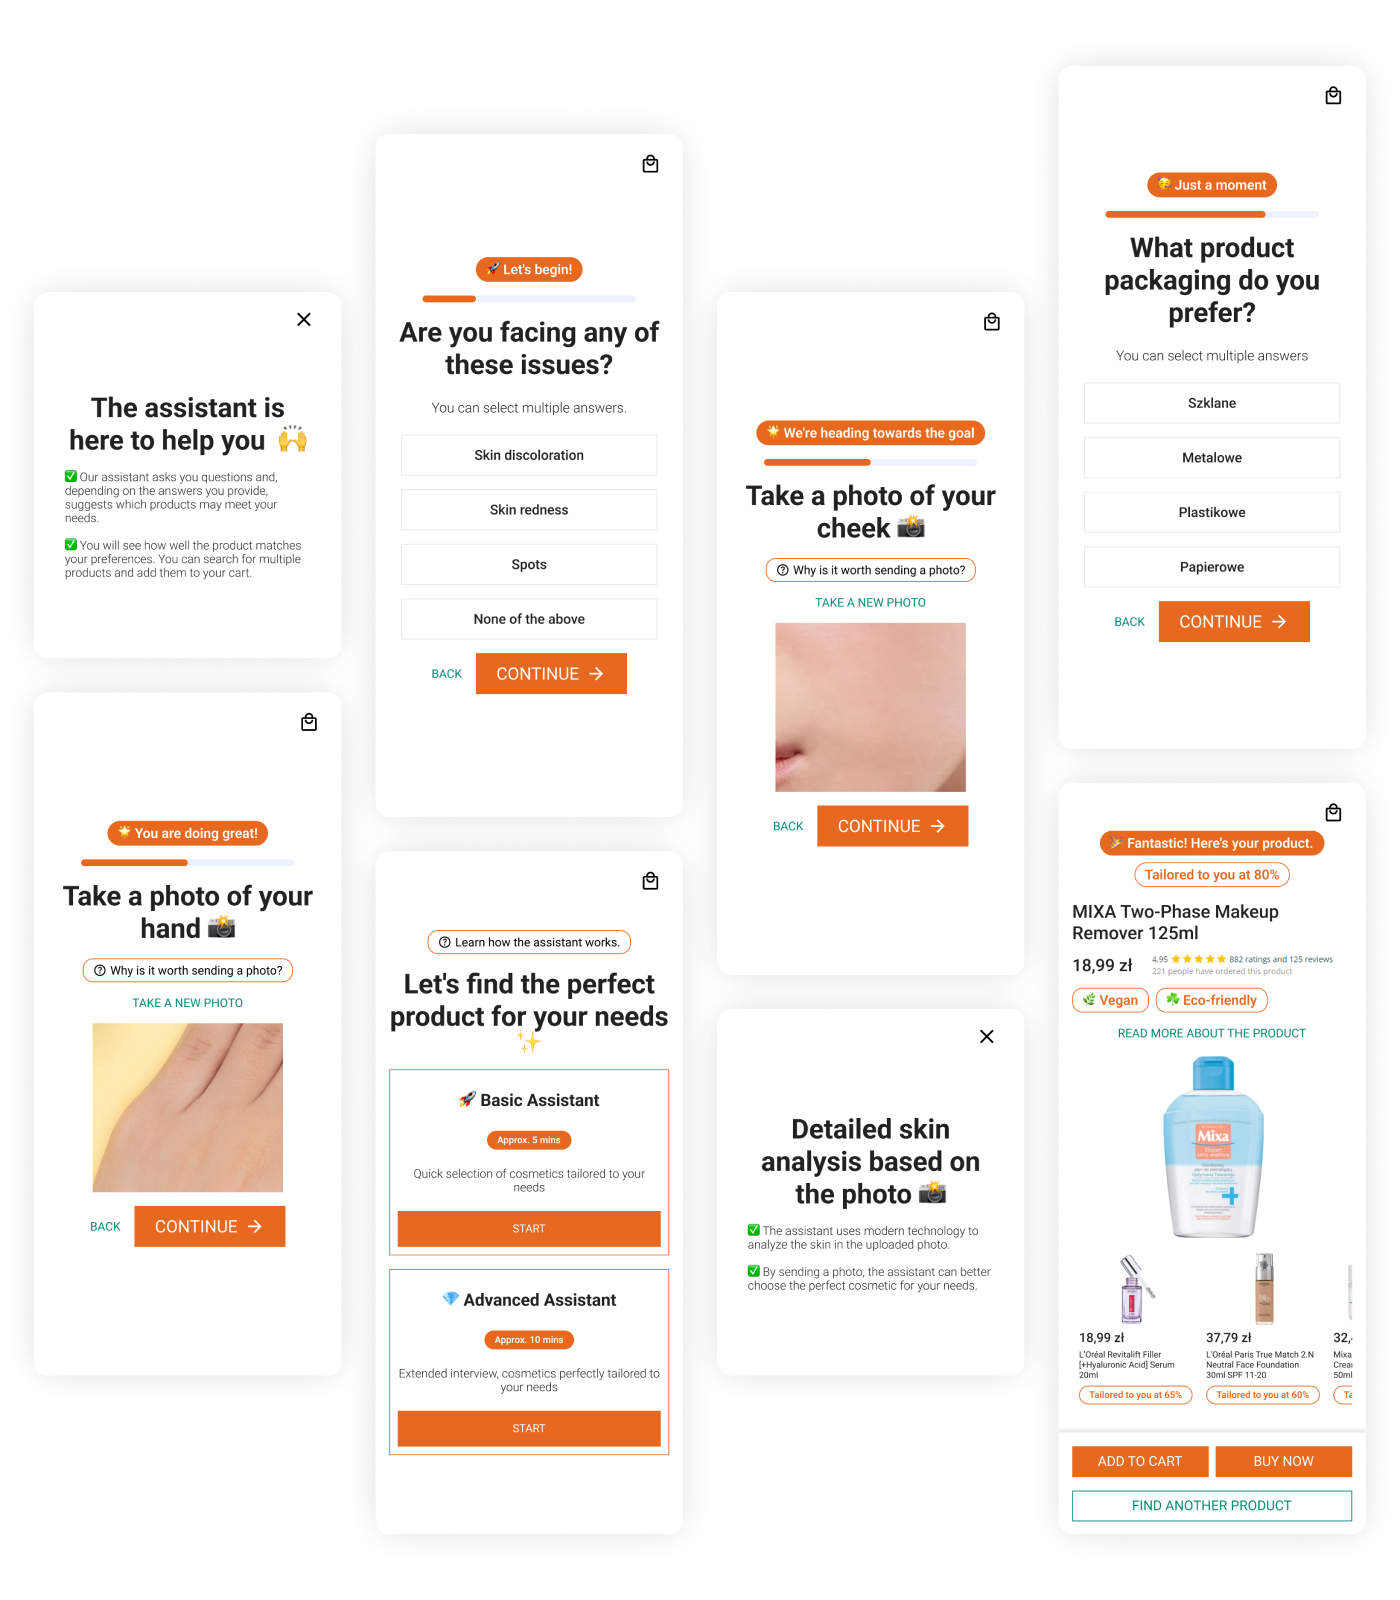 The assistant is
here to help you 🙌
✅ Our assistant asks you questions and,
depending on the answers you provide,
suggests which products may meet your
needs.
✅ You will see how well the product matches
your preferences. You can search for multiple
products and add them to your cart.
🌟 You are doing great!
Take a photo of your
hand 📸
Why is it worth sending a photo?
TAKE A NEW PHOTO
BACK
CONTINUE →
🚀 Let's begin!
Are you facing any of
these issues?
You can select multiple answers.
Skin discoloration
Skin redness
Spots
None of the above
BACK
CONTINUE →
Learn how the assistant works.
Let's find the perfect
product for your needs
✨
🚀 Basic Assistant
Approx. 5 mins
Quick selection of cosmetics tailored to your
needs
START
💎 Advanced Assistant
Approx. 10 mins
Extended interview, cosmetics perfectly tailored to
your needs
START
🌟 We're heading towards the goal
Take a photo of your
cheek 📸
Why is it worth sending a photo?
TAKE A NEW PHOTO
BACK
CONTINUE →
Detailed skin
analysis based on
the photo 📸
✅ The assistant uses modern technology to
analyze the skin in the uploaded photo.
✅ By sending a photo, the assistant can better
choose the perfect cosmetic for your needs.
🥳 Just a moment
What product
packaging do you
prefer?
You can select multiple answers
Szklane
Metalowe
Plastikowe
Papierowe
BACK
CONTINUE →
🎉 Fantastic! Here's your product.
Tailored to you at 80%
MIXA Two-Phase Makeup
Remover 125ml
18,99 zł
4.95 ★★★★★ 882 ratings and 125 reviews
221 people have ordered this product
🌿 Vegan
☘️ Eco-friendly
READ MORE ABOUT THE PRODUCT
Mixa
18,99 zł
L'Oréal Revitalift Filler
[+Hyaluronic Acid] Serum
20ml
Tailored to you at 65%
37,79 zł
L'Oréal Paris True Match 2.N
Neutral Face Foundation
30ml SPF 11-20
Tailored to you at 60%
32,
Mixa
50ml
ADD TO CART
BUY NOW
FIND ANOTHER PRODUCT